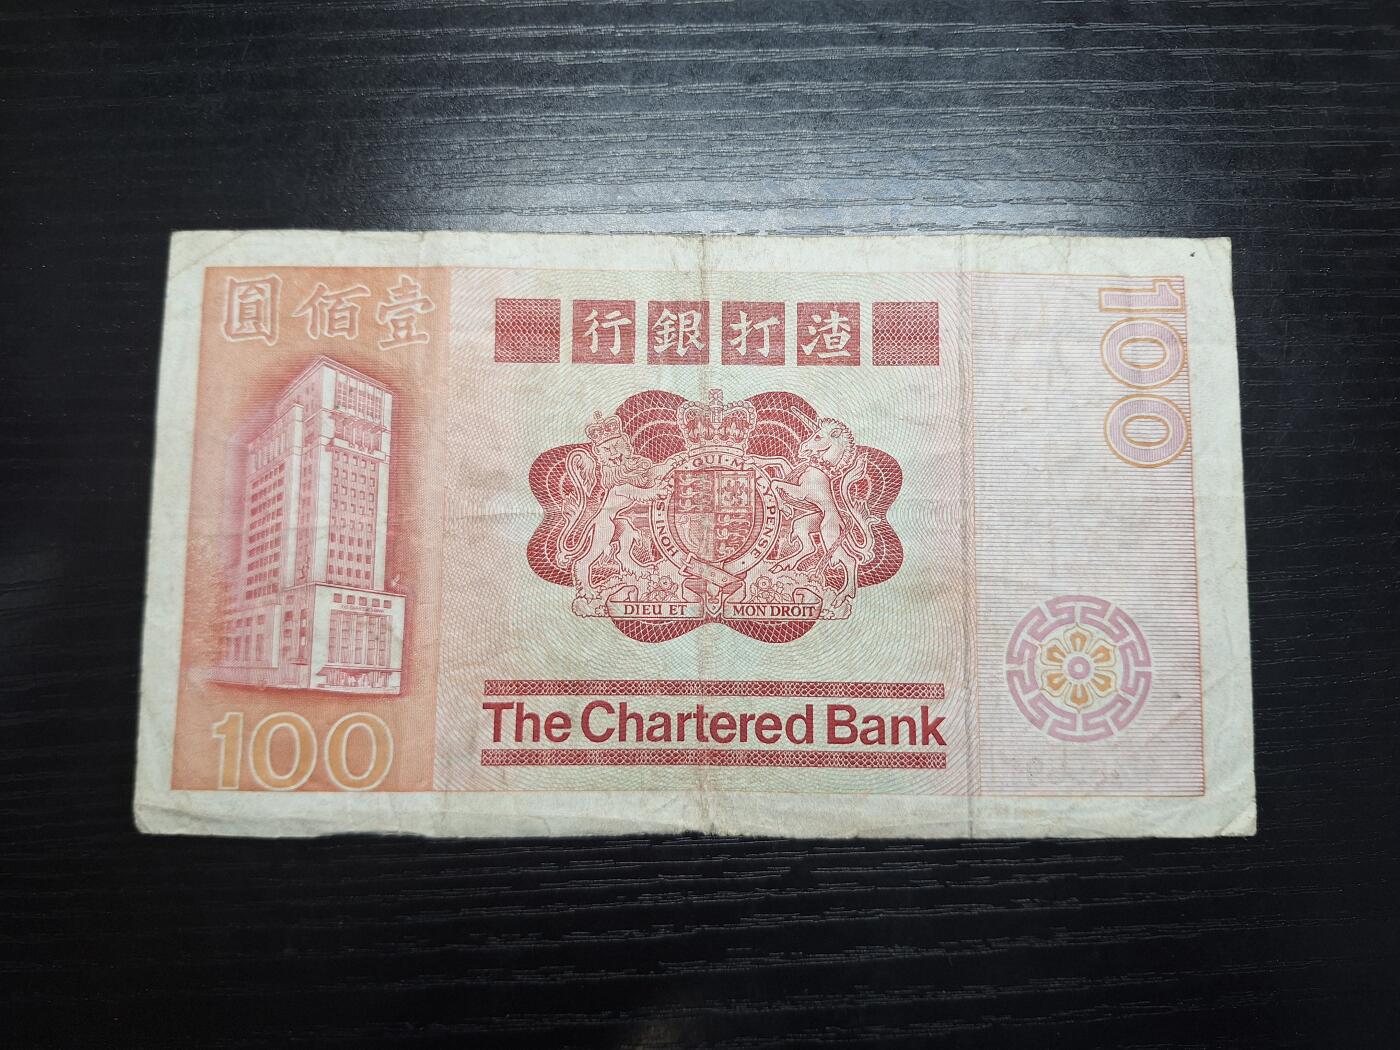 圓佰壹
行銀打渣
100
HONI·SOIT QUI·MAL·Y·PENSE
DIEU ET MON DROIT
The Chartered Bank
100